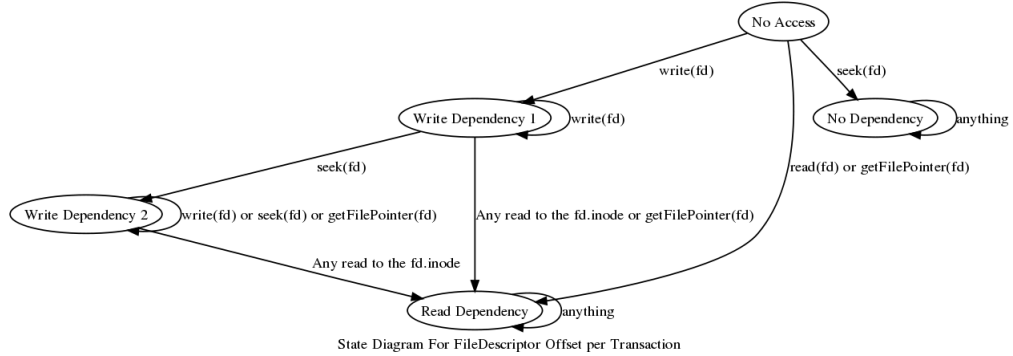 No Access
write(fd)
seek(fd)
Write Dependency 1
write(fd)
No Dependency
anything
seek(fd)
read(fd) or getFilePointer(fd)
Write Dependency 2
write(fd) or seek(fd) or getFilePointer(fd)
Any read to the fd.inode or getFilePointer(fd)
Any read to the fd.inode
Read Dependency
anything
State Diagram For FileDescriptor Offset per Transaction